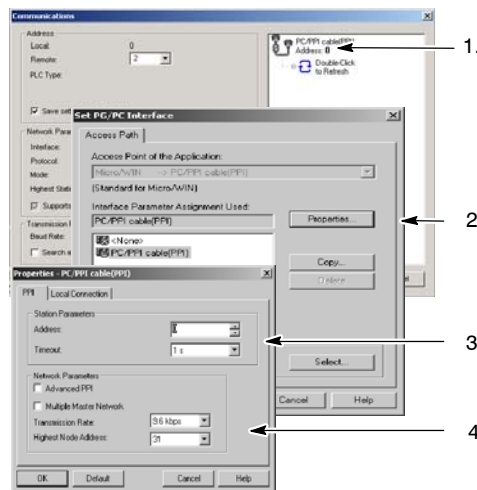 Communications
Address
Local: 0
Remote: 2
PLC Type:
Save set
Network Para
Interface:
Protocol:
Mode:
Highest Stati
Supports
Transmission
Baud Rate:
Search a
PC/PPI cable(PPI)
Address: 0
Double-Click
to Refresh
1.
Set PG/PC Interface
Access Path
Access Point of the Application:
Micro/WIN --> PC/PPI cable(PPI)
(Standard for Micro/WIN)
Interface Parameter Assignment Used:
PC/PPI cable(PPI)
Properties...
2
<None>
PC/PPI cable(PPI)
Copy...
Delete
Select...
Cancel
Help
Properties - PC/PPI cable(PPI)
PPI
Local Connection
Station Parameters
Address:
Timeout: 1 s
3
Network Parameters
Advanced PPI
Multiple Master Network
Transmission Rate: 9.6 kbps
Highest Node Address: 31
4
OK
Default
Cancel
Help